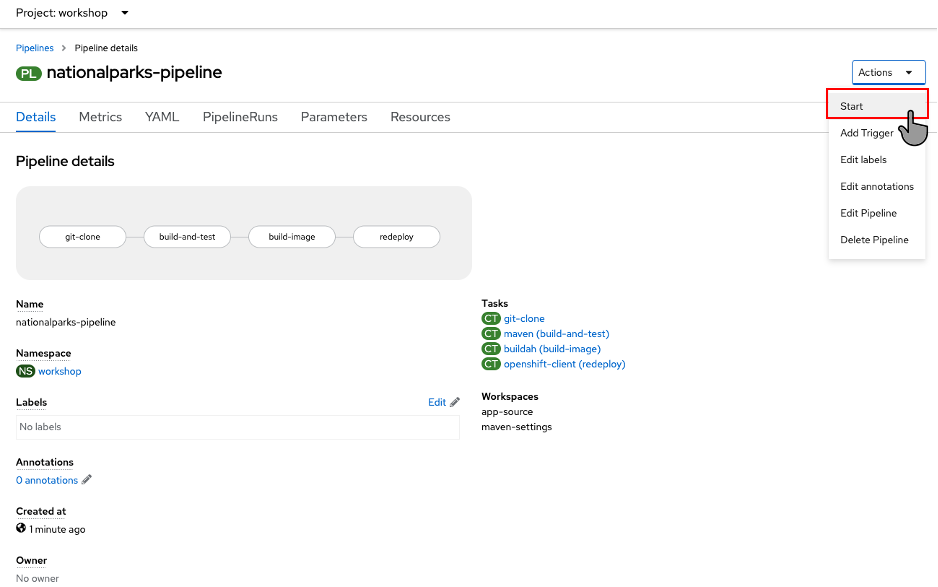 Project: workshop
Pipelines > Pipeline details
PL nationalparks-pipeline
Actions
Start
Add Trigger
Edit labels
Edit annotations
Edit Pipeline
Delete Pipeline
Details Metrics YAML PipelineRuns Parameters Resources
Pipeline details
git-clone build-and-test build-image redeploy
Name
nationalparks-pipeline
Namespace
NS workshop
Labels Edit
No labels
Annotations
0 annotations
Created at
1 minute ago
Owner
No owner
Tasks
CT git-clone
CT maven (build-and-test)
CT buildah (build-image)
CT openshift-client (redeploy)
Workspaces
app-source
maven-settings